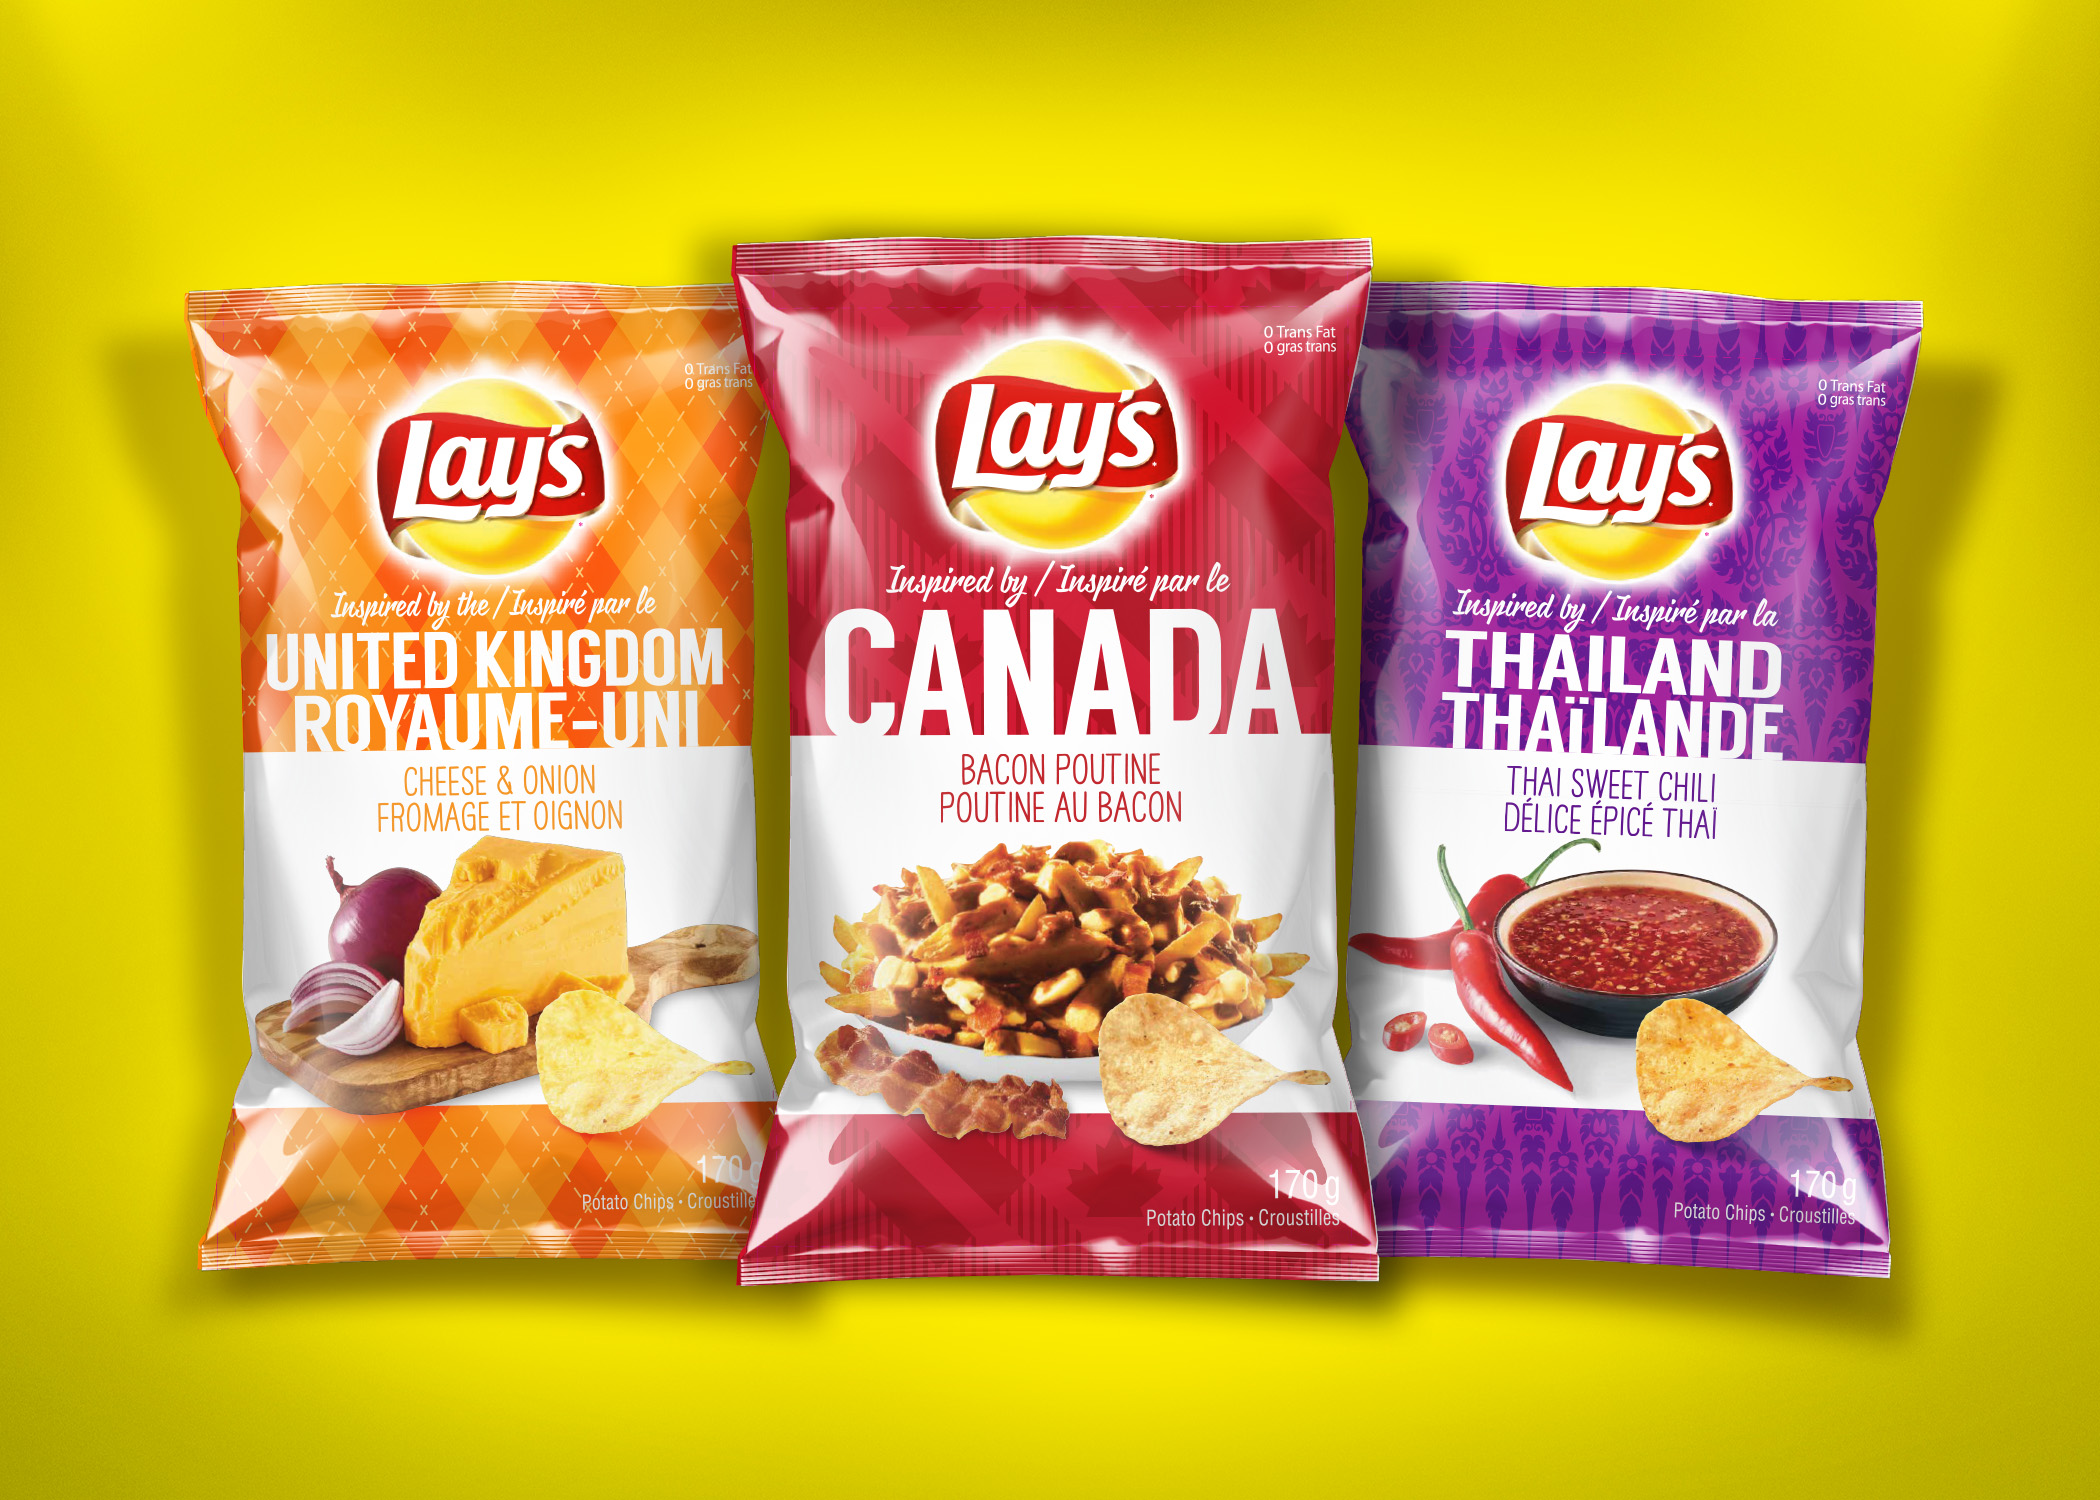 0 Trans Fat
0 gras trans
Lay's
Inspired by the / Inspiré par le
UNITED KINGDOM
ROYAUME-UNI
CHEESE & ONION
FROMAGE ET OIGNON
170 g
Potato Chips • Croustille
0 Trans Fat
0 gras trans
Lay's
Inspired by / Inspiré par le
CANADA
BACON POUTINE
POUTINE AU BACON
170 g
Potato Chips • Croustilles
0 Trans Fat
0 gras trans
Lay's
Inspired by / Inspiré par la
THAILAND
THAÏLANDE
THAI SWEET CHILI
DÉLICE ÉPICÉ THAÏ
170 g
Potato Chips • Croustilles